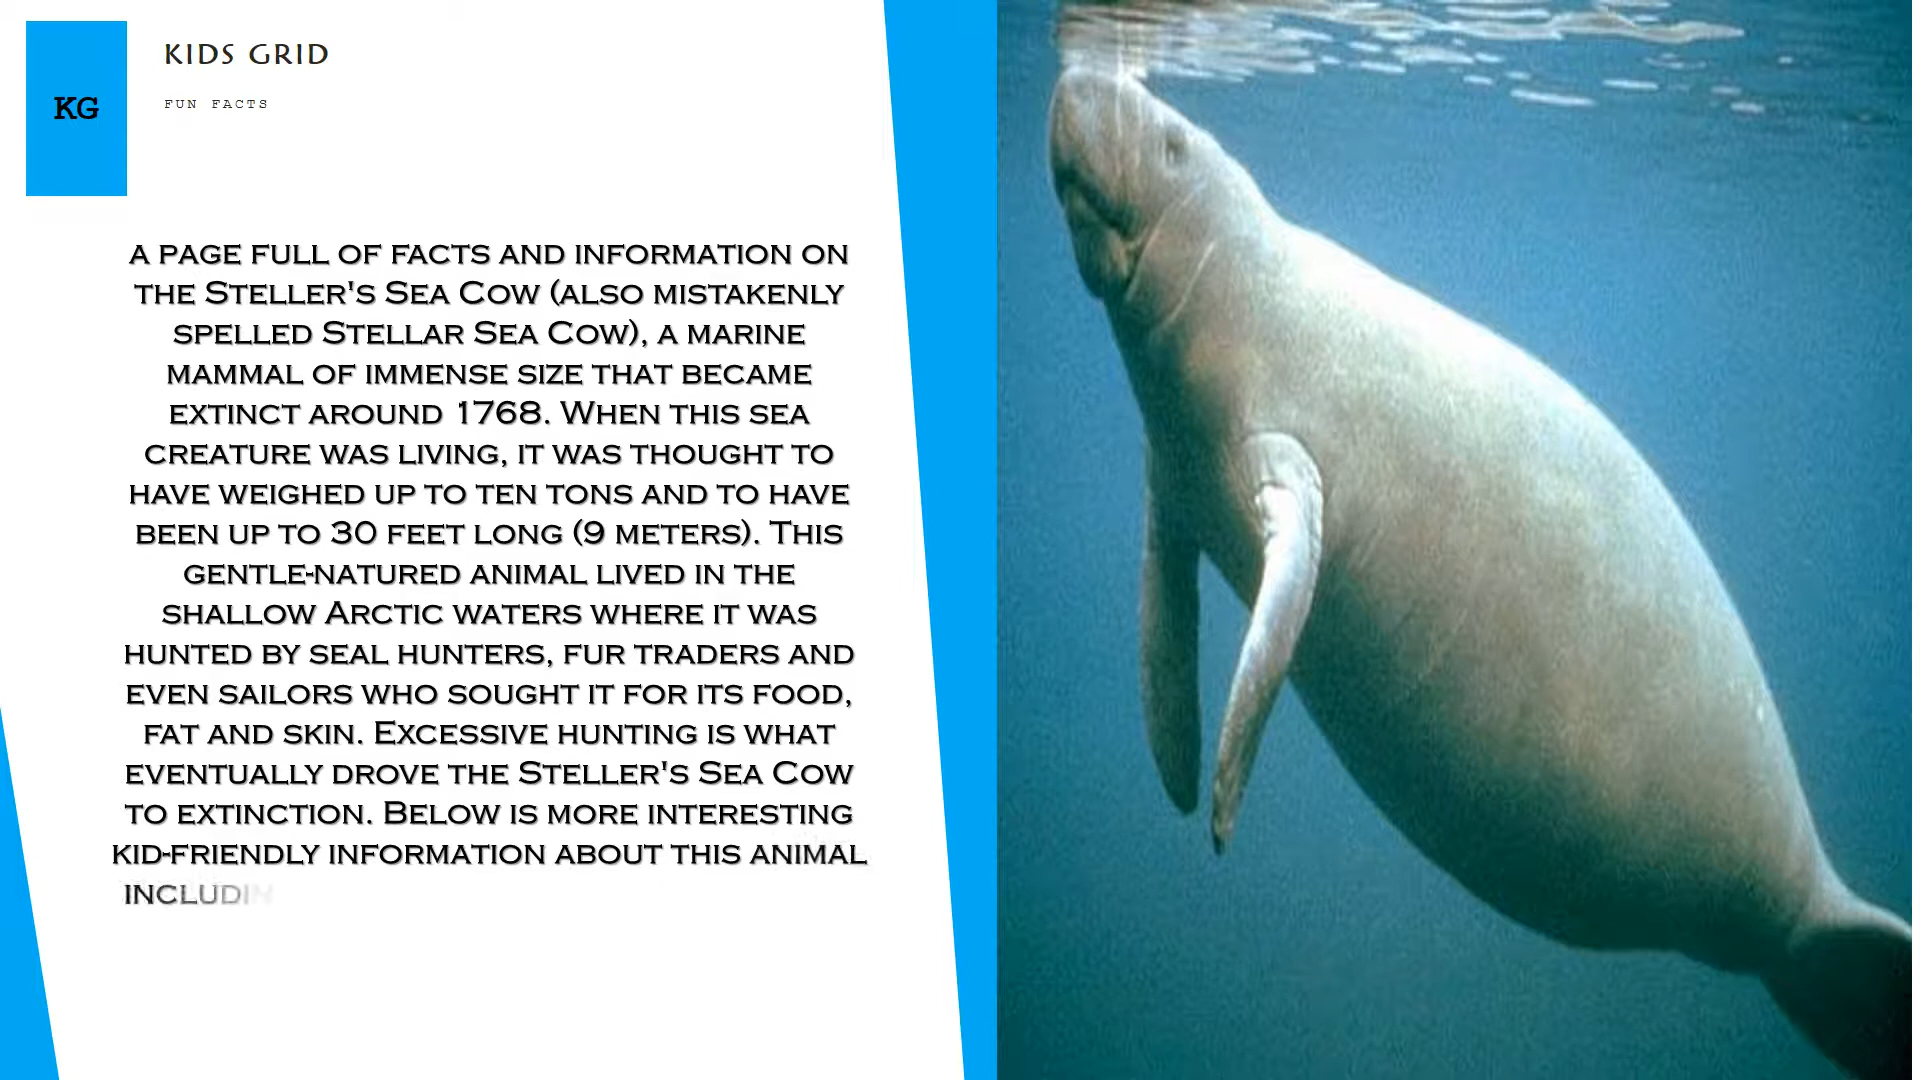 KG
KIDS GRID
FUN FACTS
A PAGE FULL OF FACTS AND INFORMATION ON
THE STELLER'S SEA COW (ALSO MISTAKENLY
SPELLED STELLAR SEA COW), A MARINE
MAMMAL OF IMMENSE SIZE THAT BECAME
EXTINCT AROUND 1768. WHEN THIS SEA
CREATURE WAS LIVING, IT WAS THOUGHT TO
HAVE WEIGHED UP TO TEN TONS AND TO HAVE
BEEN UP TO 30 FEET LONG (9 METERS). THIS
GENTLE-NATURED ANIMAL LIVED IN THE
SHALLOW ARCTIC WATERS WHERE IT WAS
HUNTED BY SEAL HUNTERS, FUR TRADERS AND
EVEN SAILORS WHO SOUGHT IT FOR ITS FOOD,
FAT AND SKIN. EXCESSIVE HUNTING IS WHAT
EVENTUALLY DROVE THE STELLER'S SEA COW
TO EXTINCTION. BELOW IS MORE INTERESTING
KID-FRIENDLY INFORMATION ABOUT THIS ANIMAL
INCLUDIN